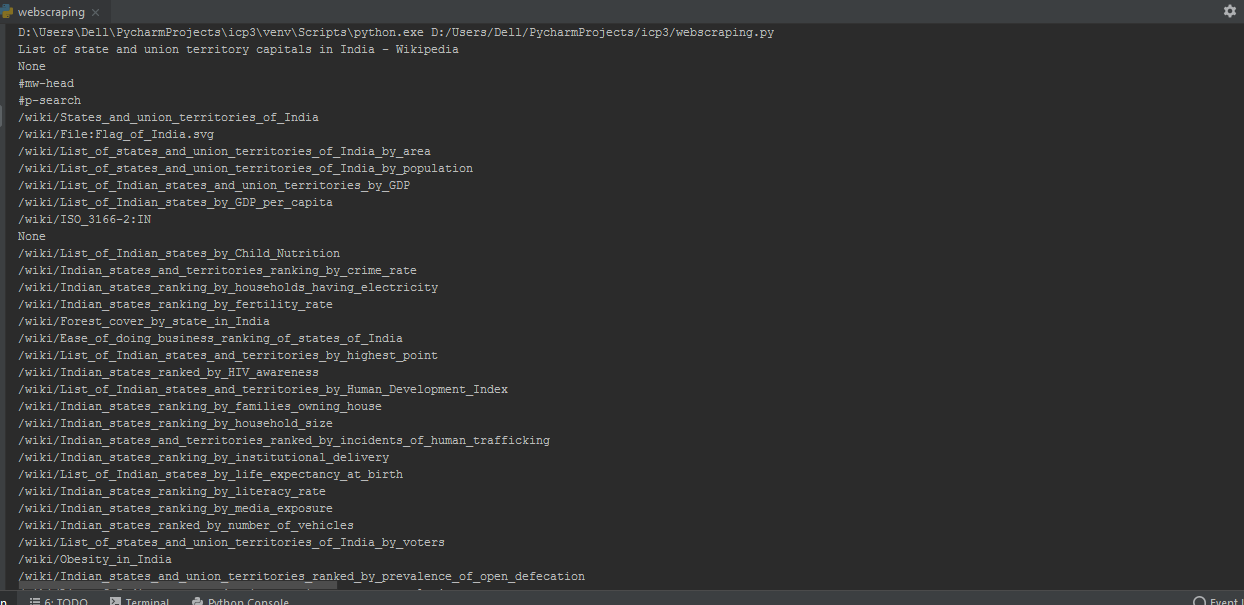 webscraping
D:\Users\Dell\PycharmProjects\icp3\venv\Scripts\python.exe D:/Users/Dell/PycharmProjects/icp3/webscraping.py
List of state and union territory capitals in India - Wikipedia
None
#mw-head
#p-search
/wiki/States_and_union_territories_of_India
/wiki/File:Flag_of_India.svg
/wiki/List_of_states_and_union_territories_of_India_by_area
/wiki/List_of_states_and_union_territories_of_India_by_population
/wiki/List_of_Indian_states_and_union_territories_by_GDP
/wiki/List_of_Indian_states_by_GDP_per_capita
/wiki/ISO_3166-2:IN
None
/wiki/List_of_Indian_states_by_Child_Nutrition
/wiki/Indian_states_and_territories_ranking_by_crime_rate
/wiki/Indian_states_ranking_by_households_having_electricity
/wiki/Indian_states_ranking_by_fertility_rate
/wiki/Forest_cover_by_state_in_India
/wiki/Ease_of_doing_business_ranking_of_states_of_India
/wiki/List_of_Indian_states_and_territories_by_highest_point
/wiki/Indian_states_ranked_by_HIV_awareness
/wiki/List_of_Indian_states_and_territories_by_Human_Development_Index
/wiki/Indian_states_ranking_by_families_owning_house
/wiki/Indian_states_ranking_by_household_size
/wiki/Indian_states_and_territories_ranked_by_incidents_of_human_trafficking
/wiki/Indian_states_ranking_by_institutional_delivery
/wiki/List_of_Indian_states_by_life_expectancy_at_birth
/wiki/Indian_states_ranking_by_literacy_rate
/wiki/Indian_states_ranking_by_media_exposure
/wiki/Indian_states_ranked_by_number_of_vehicles
/wiki/List_of_states_and_union_territories_of_India_by_voters
/wiki/Obesity_in_India
/wiki/Indian_states_and_union_territories_ranked_by_prevalence_of_open_defecation
6: TODO Terminal Python Console Event